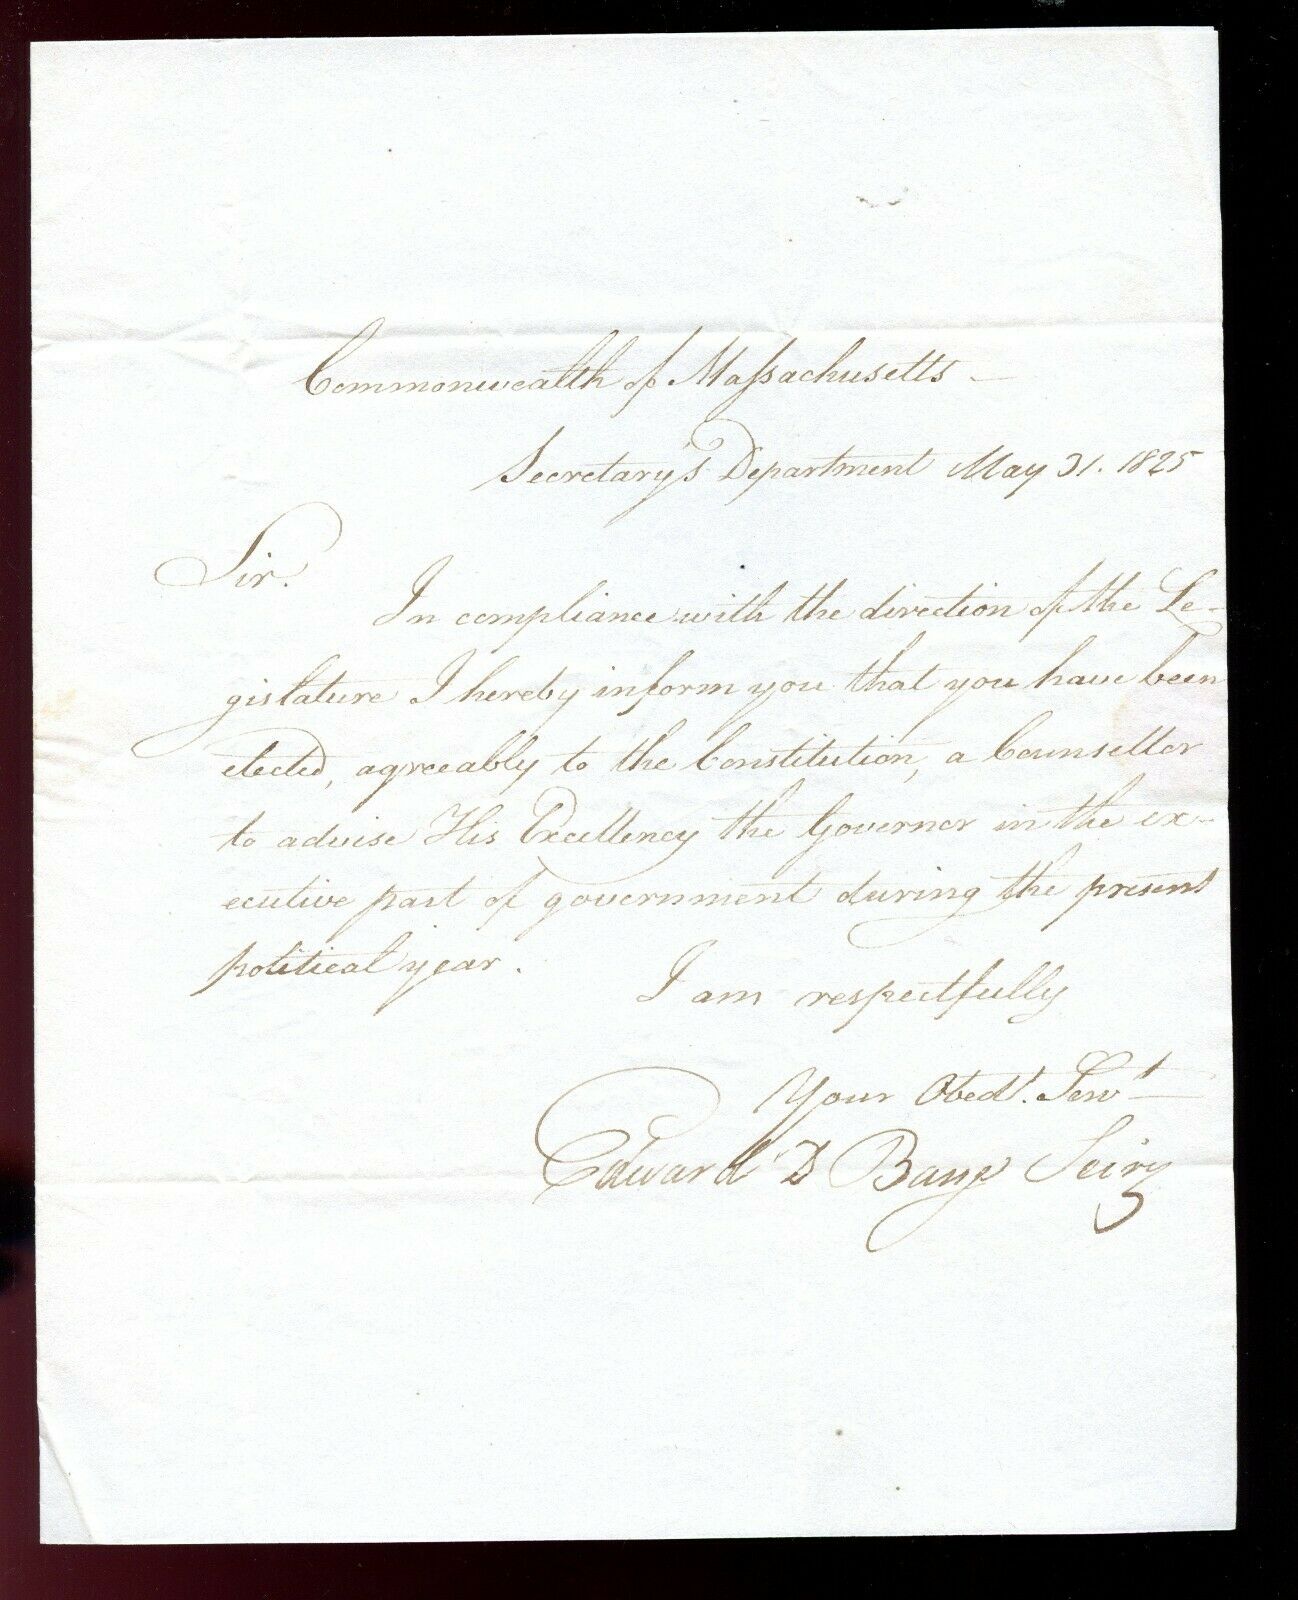 Commonwealth of Massachusetts —
Secretary's Department May 31. 1825
Sir.
In compliance with the direction of the Le-
gislature I hereby inform you that you have been
elected, agreeably to the Constitution, a Counsellor
to advise His Excellency the Governor in the ex-
ecutive part of government during the present
political year.
I am respectfully
Your Obedt. Servt
Edward D Bangs Secry